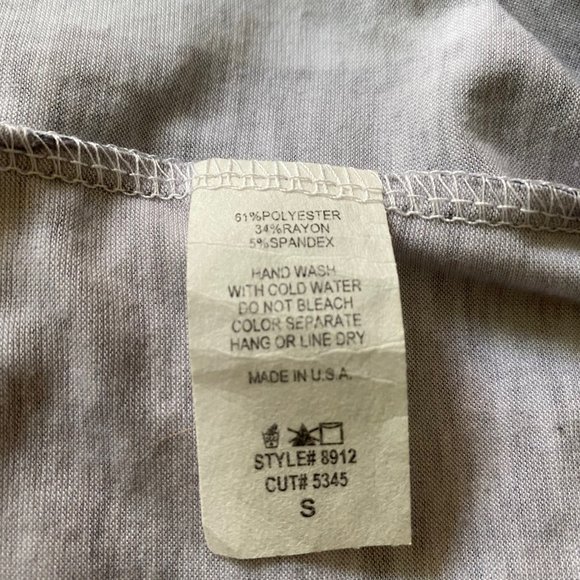 61%POLYESTER
34%RAYON
5%SPANDEX
HAND WASH
WITH COLD WATER
DO NOT BLEACH
COLOR SEPARATE
HANG OR LINE DRY
MADE IN U.S.A.
STYLE# 8912
CUT# 5345
S